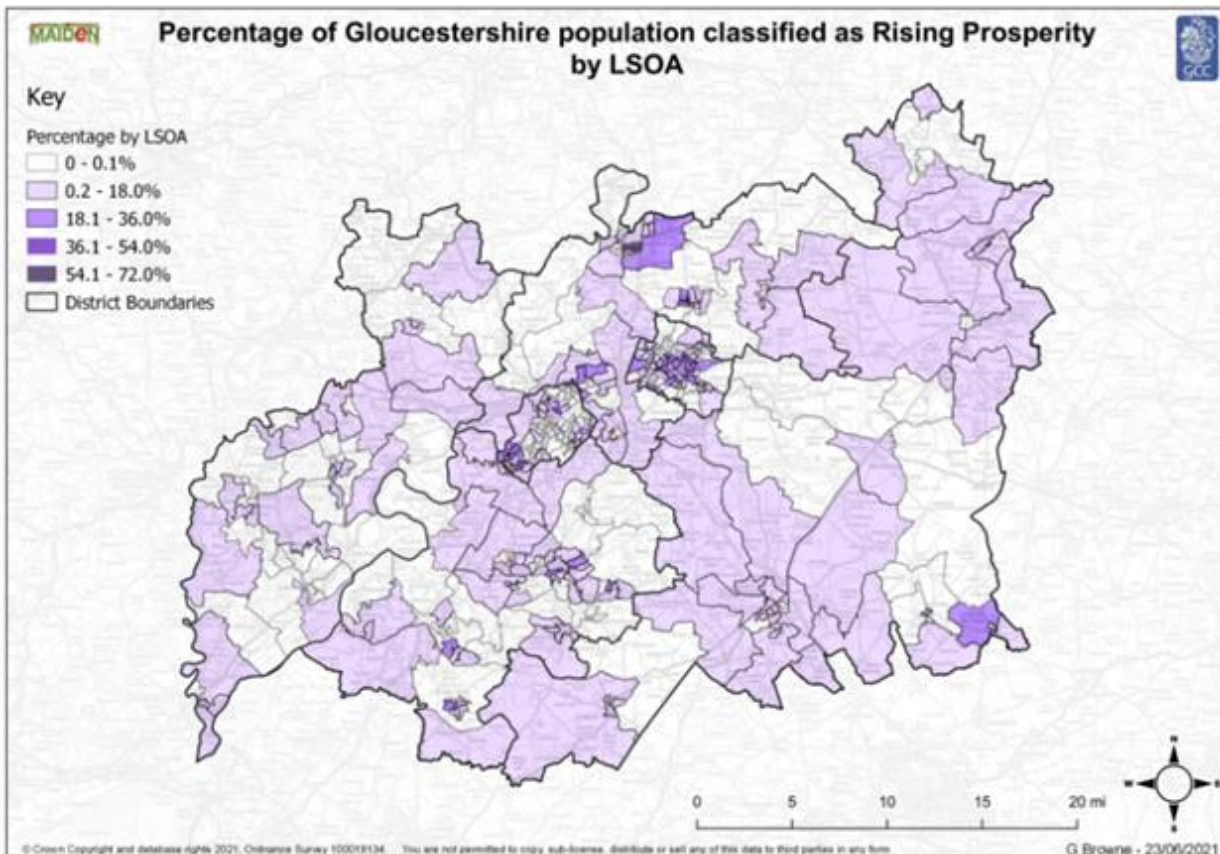 MAIDeN
Percentage of Gloucestershire population classified as Rising Prosperity
by LSOA
GCC
Key
Percentage by LSOA
0 - 0.1%
0.2 - 18.0%
18.1 - 36.0%
36.1 - 54.0%
54.1 - 72.0%
District Boundaries
N
W E
S
0 5 10 15 20 mi
© Crown Copyright and database rights 2021. Ordnance Survey 100019134. You are not permitted to copy, sub-license, distribute or sell any of this data to third parties in any form
G Browne - 23/06/2021